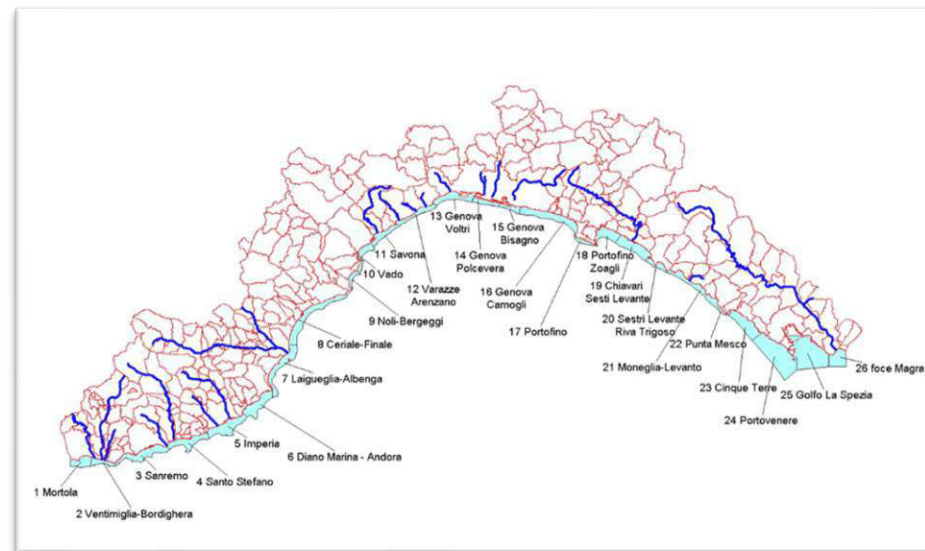 1 Mortola
2 Ventimiglia-Bordighera
3 Sanremo
4 Santo Stefano
5 Imperia
6 Diano Marina - Andora
7 Laigueglia-Albenga
8 Ceriale-Finale
9 Noli-Bergeggi
10 Vado
11 Savona
12 Varazze
Arenzano
13 Genova
Voltri
14 Genova
Polcevera
15 Genova
Bisagno
16 Genova
Camogli
17 Portofino
18 Portofino
Zoagli
19 Chiavari
Sesti Levante
20 Sestri Levante
Riva Trigoso
21 Moneglia-Levanto
22 Punta Mesco
23 Cinque Terre
24 Portovenere
25 Golfo La Spezia
26 foce Magra